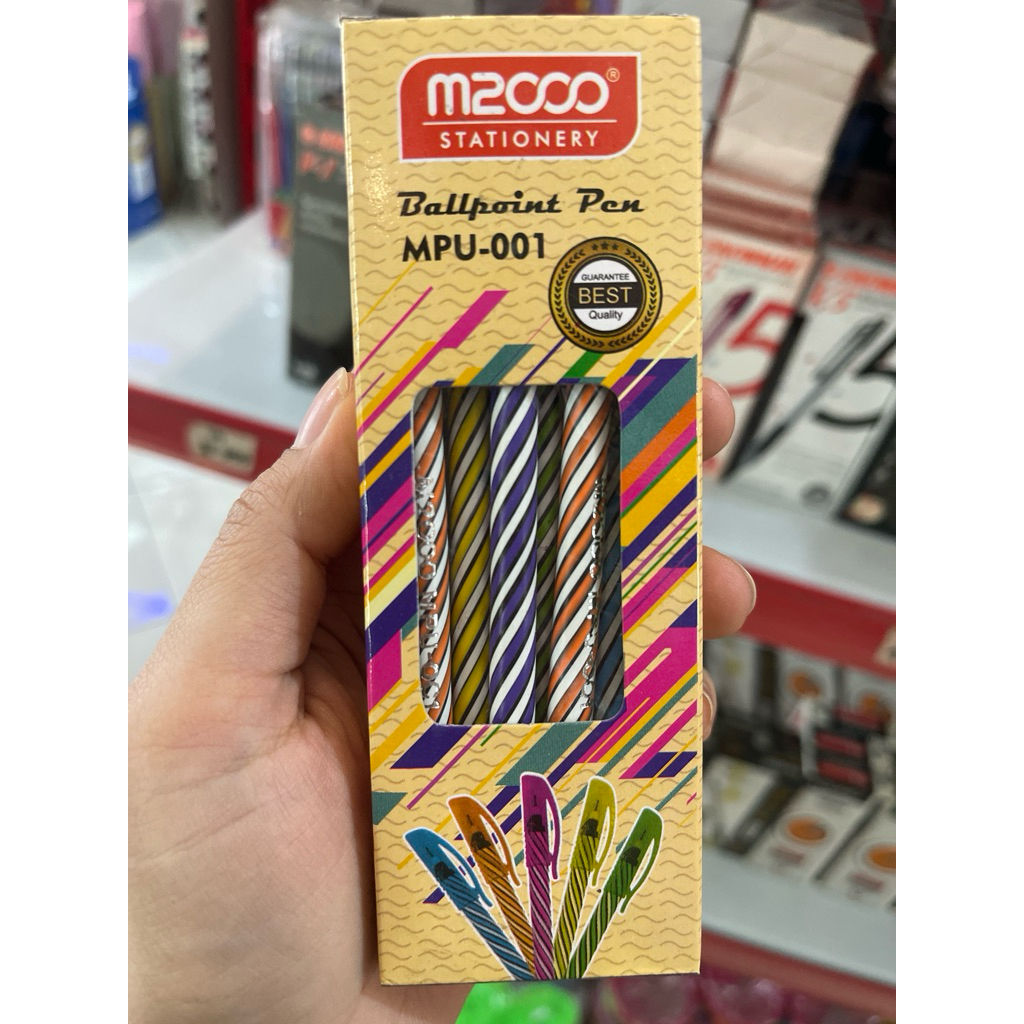 m2000®
STATIONERY
Ballpoint Pen
MPU-001
GUARANTEE
BEST
Quality